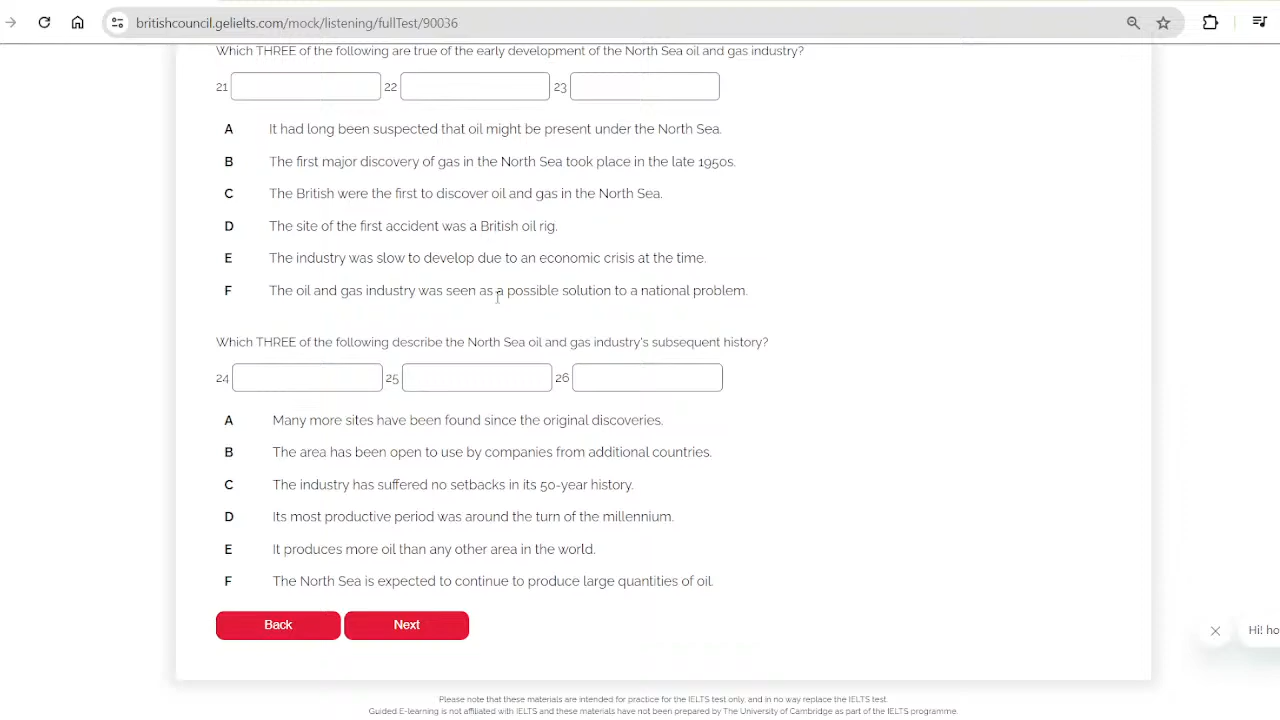 britishcouncil.gelielts.com/mock/listening/fullTest/90036
Which THREE of the following are true of the early development of the North Sea oil and gas industry?
21 22 23
A It had long been suspected that oil might be present under the North Sea.
B The first major discovery of gas in the North Sea took place in the late 1950s.
C The British were the first to discover oil and gas in the North Sea.
D The site of the first accident was a British oil rig.
E The industry was slow to develop due to an economic crisis at the time.
F The oil and gas industry was seen as a possible solution to a national problem.
Which THREE of the following describe the North Sea oil and gas industry's subsequent history?
24 25 26
A Many more sites have been found since the original discoveries.
B The area has been open to use by companies from additional countries.
C The industry has suffered no setbacks in its 50-year history.
D Its most productive period was around the turn of the millennium.
E It produces more oil than any other area in the world.
F The North Sea is expected to continue to produce large quantities of oil.
Back Next
Hi! ho
Please note that these materials are intended for practice for the IELTS test only, and in no way replace the IELTS test.
Guided E-learning is not affiliated with IELTS and these materials have not been prepared by The University of Cambridge as part of the IELTS programme.